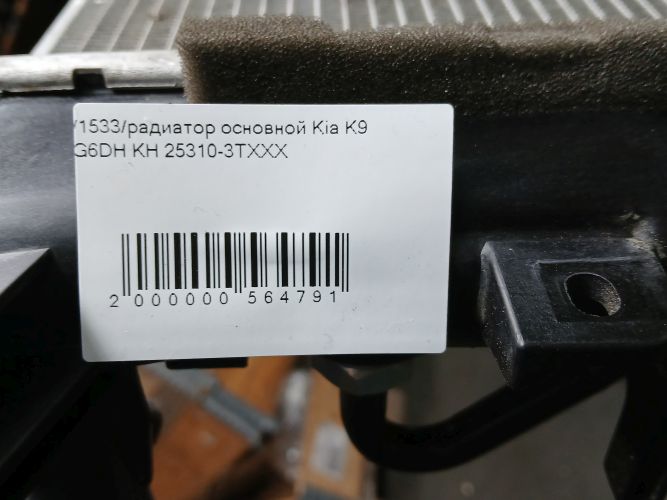 /1533/радиатор основной Kia K9
G6DH KH 25310-3TXXX
2 000000 564791